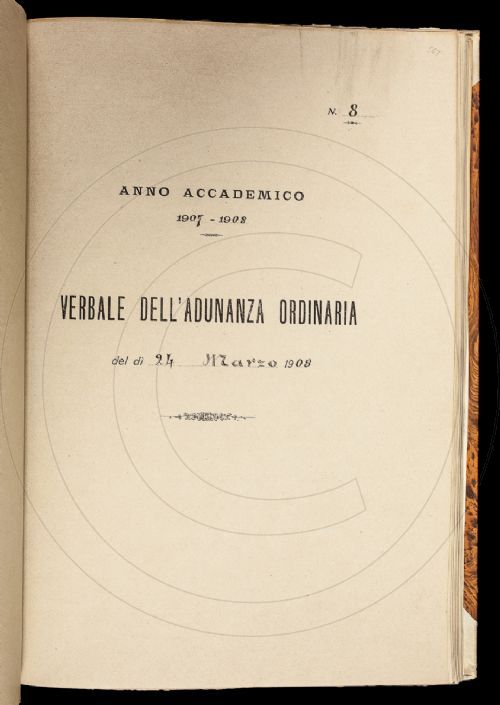 N. 8
ANNO ACCADEMICO
1907 - 1908
VERBALE DELL'ADUNANZA ORDINARIA
del dì 24 Marzo 1908